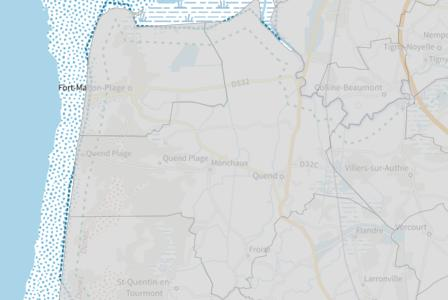 Nempo
Tigny-Noyelle
Tigny
Fort-Mahon-Plage
D532
Colline-Beaumont
Quend Plage
Quend Plage
Monchaux
D32C
Villers-sur-Authie
Quend
Flandre
Vercourt
Froise
St-Quentin-en-
Tourmont
Larronville